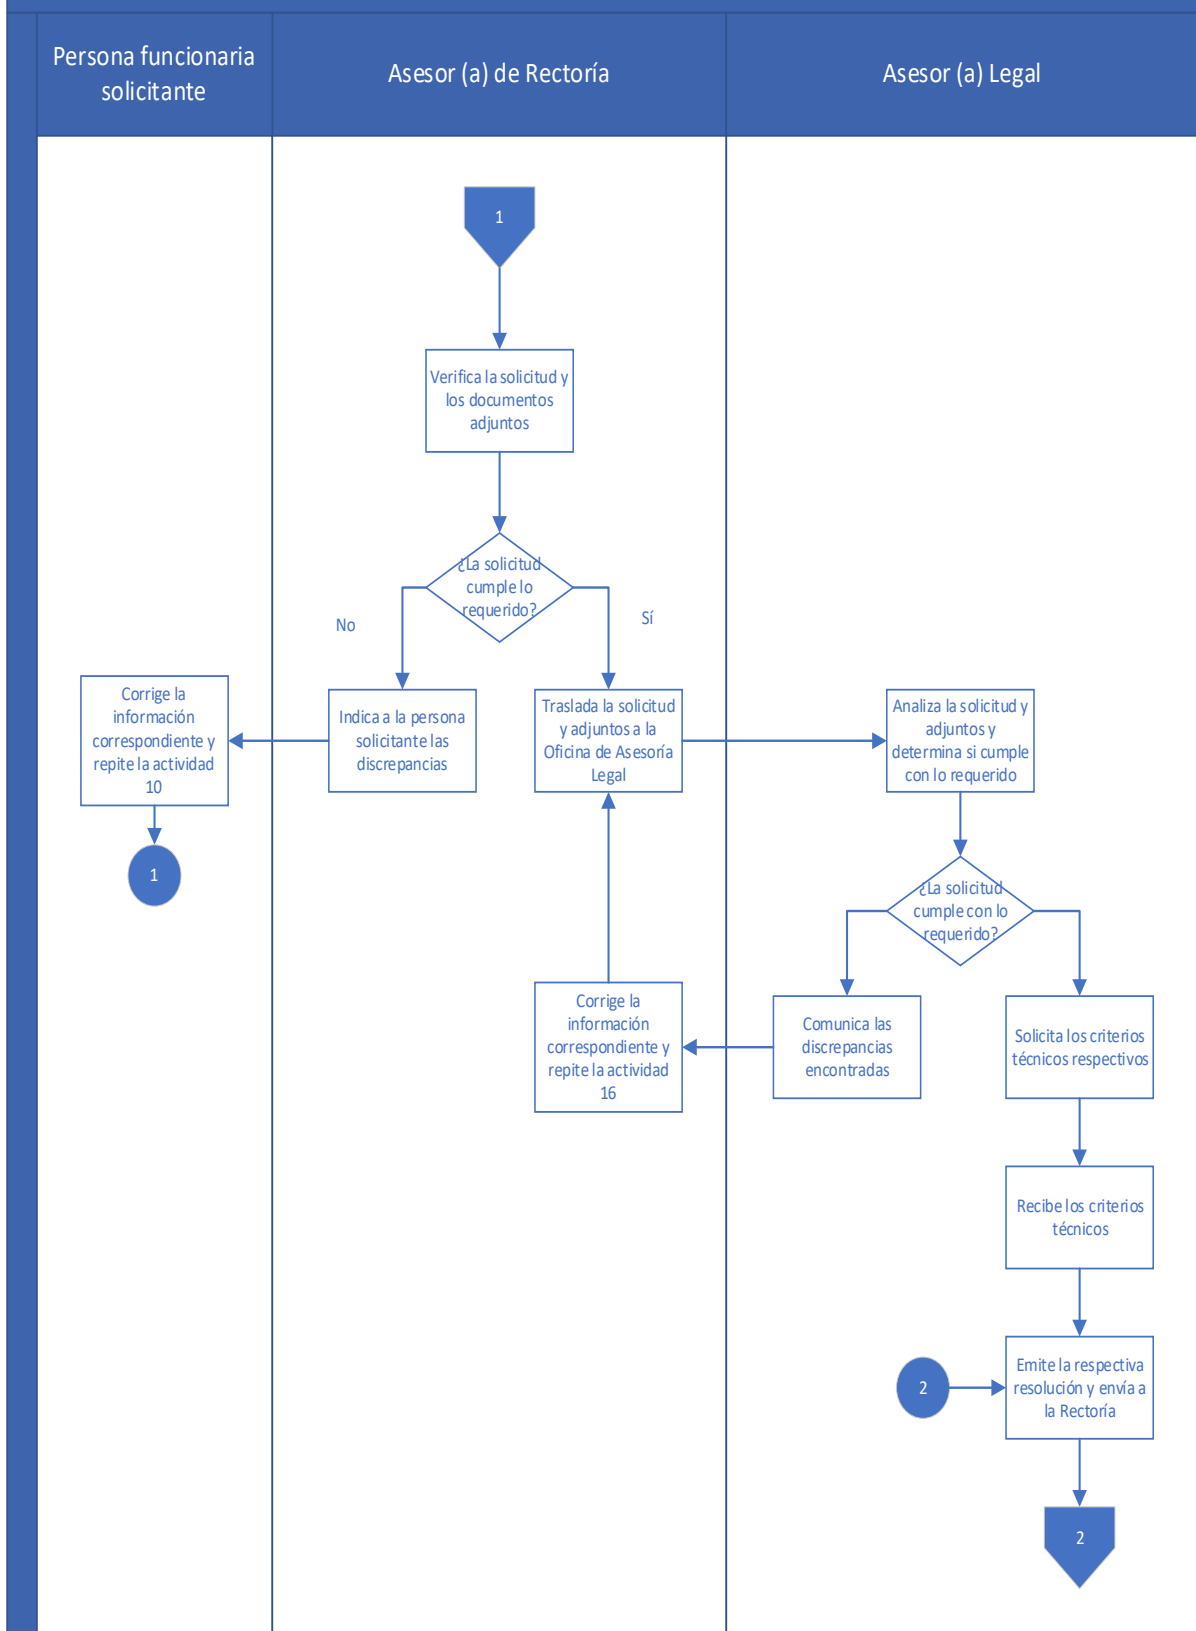 Persona funcionaria
solicitante
Asesor (a) de Rectoría
Asesor (a) Legal
1
Verifica la solicitud y
los documentos
adjuntos
¿La solicitud
cumple lo
requerido?
No
Sí
Corrige la
información
correspondiente y
repite la actividad
10
Indica a la persona
solicitante las
discrepancias
Traslada la solicitud
y adjuntos a la
Oficina de Asesoría
Legal
Analiza la solicitud y
adjuntos y
determina si cumple
con lo requerido
1
¿La solicitud
cumple con lo
requerido?
Corrige la
información
correspondiente y
repite la actividad
16
Comunica las
discrepancias
encontradas
Solicita los criterios
técnicos respectivos
Recibe los criterios
técnicos
2
Emite la respectiva
resolución y envía a
la Rectoría
2